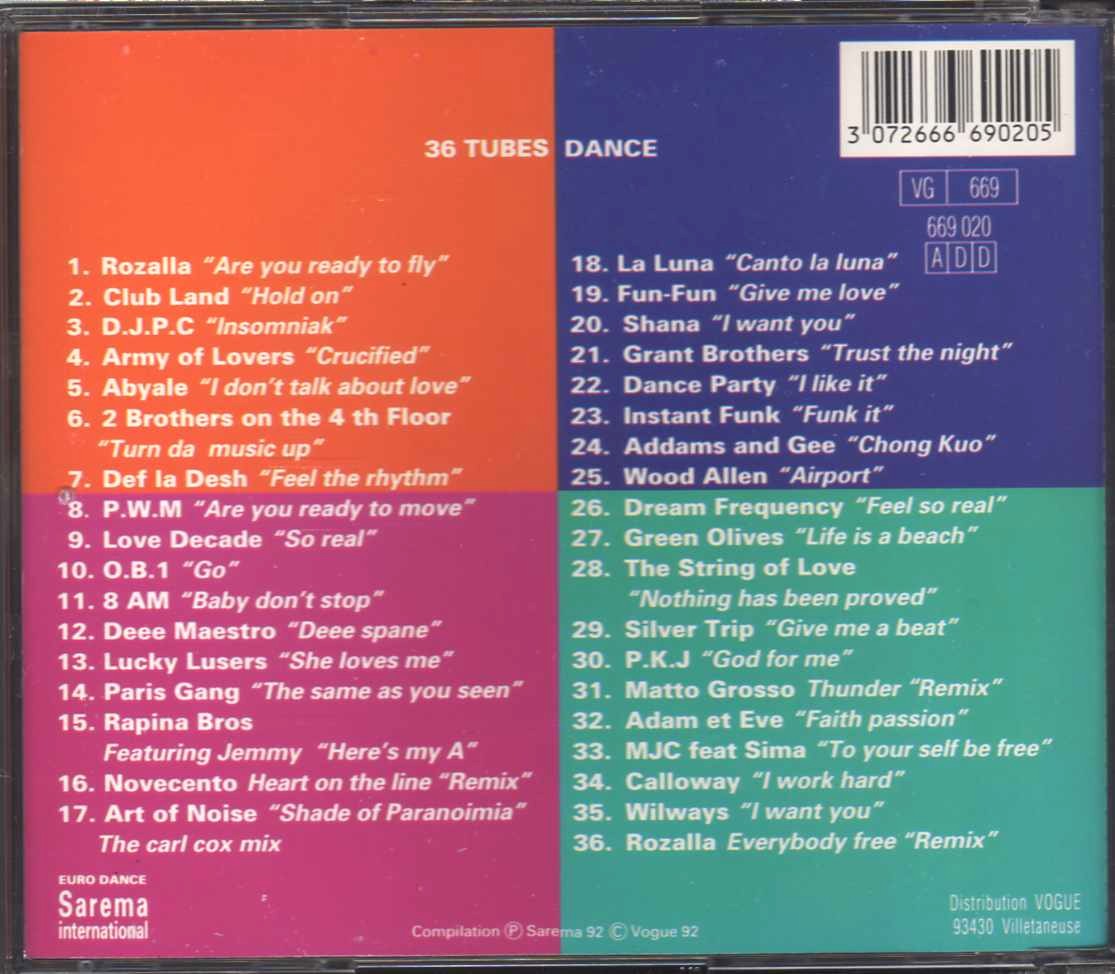 36 TUBES DANCE
3 072666 690205
VG 669
669 020
A D D
1. Rozalla "Are you ready to fly"
2. Club Land "Hold on"
3. D.J.P.C "Insomniak"
4. Army of Lovers "Crucified"
5. Abyale "I don't talk about love"
6. 2 Brothers on the 4 th Floor
"Turn da music up"
7. Def la Desh "Feel the rhythm"
8. P.W.M "Are you ready to move"
9. Love Decade "So real"
10. O.B.1 "Go"
11. 8 AM "Baby don't stop"
12. Deee Maestro "Deee spane"
13. Lucky Lusers "She loves me"
14. Paris Gang "The same as you seen"
15. Rapina Bros
Featuring Jemmy "Here's my A"
16. Novecento Heart on the line "Remix"
17. Art of Noise "Shade of Paranoimia"
The carl cox mix
18. La Luna "Canto la luna"
19. Fun-Fun "Give me love"
20. Shana "I want you"
21. Grant Brothers "Trust the night"
22. Dance Party "I like it"
23. Instant Funk "Funk it"
24. Addams and Gee "Chong Kuo"
25. Wood Allen "Airport"
26. Dream Frequency "Feel so real"
27. Green Olives "Life is a beach"
28. The String of Love
"Nothing has been proved"
29. Silver Trip "Give me a beat"
30. P.K.J "God for me"
31. Matto Grosso Thunder "Remix"
32. Adam et Eve "Faith passion"
33. MJC feat Sima "To your self be free"
34. Calloway "I work hard"
35. Wilways "I want you"
36. Rozalla Everybody free "Remix"
EURO DANCE
Sarema
international
Compilation Ⓟ Sarema 92 © Vogue 92
Distribution VOGUE
93430 Villetaneuse